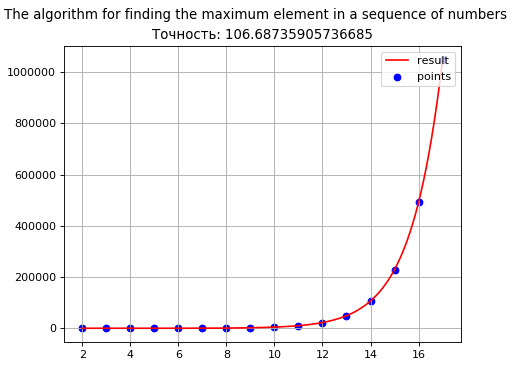 The algorithm for finding the maximum element in a sequence of numbers
Точность: 106.68735905736685
result
points
1000000
800000
600000
400000
200000
0
2 4 6 8 10 12 14 16